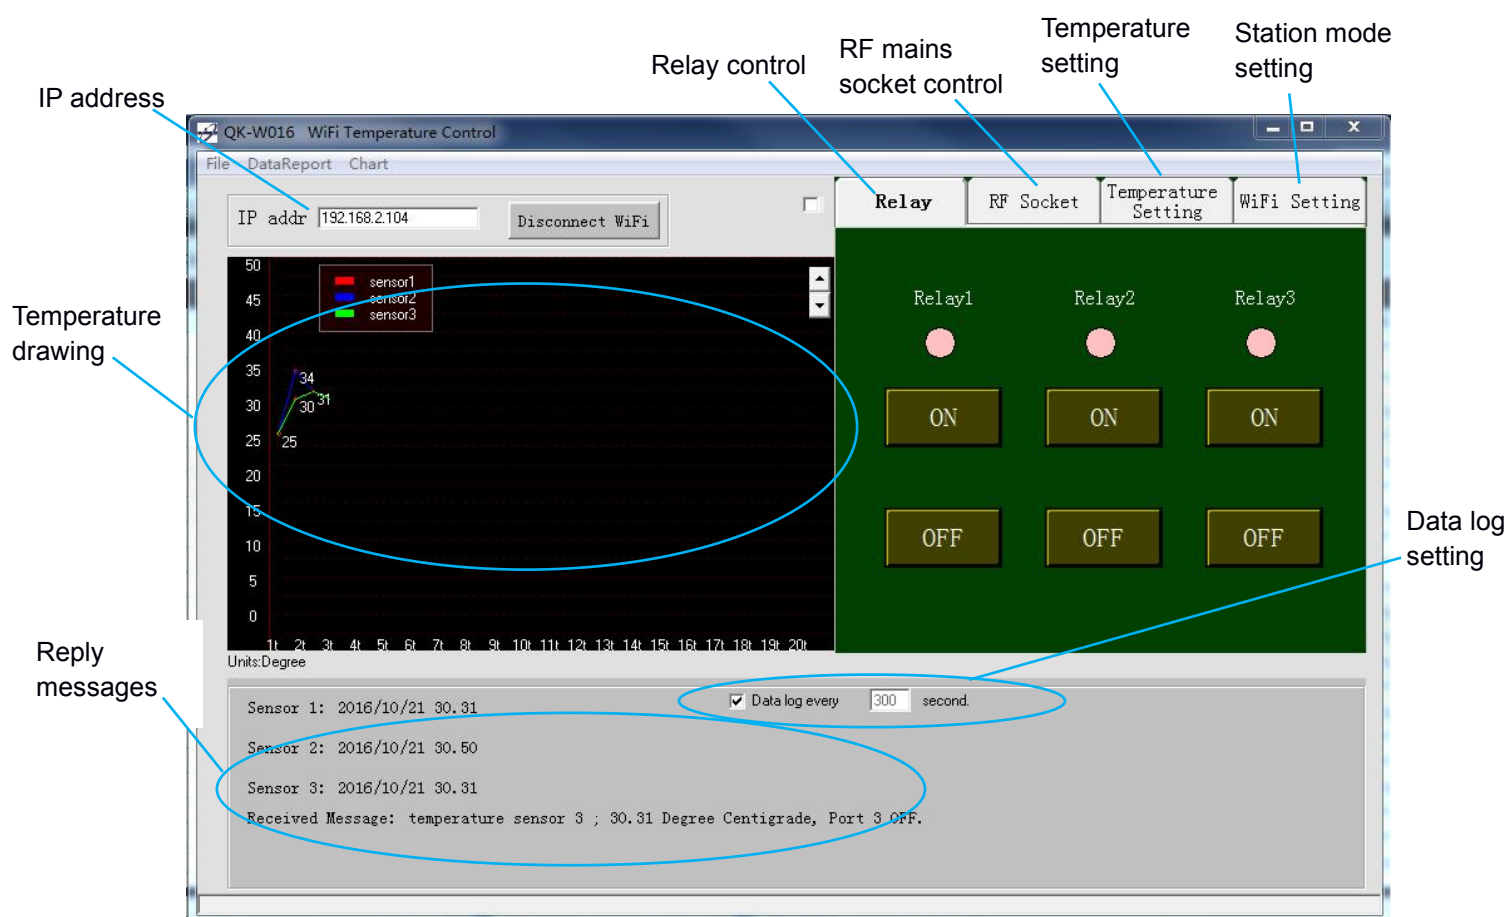 Temperature
setting
Station mode
setting
RF mains
socket control
Relay control
IP address
QK-W016 WiFi Temperature Control
File DataReport Chart
IP addr 192.168.2.104 Disconnect WiFi
Relay RF Socket Temperature
Setting WiFi Setting
Temperature
drawing
50
45
40
35
30
25
20
15
10
5
0
sensor1
sensor2
sensor3
34
30 31
25
1t 2t 3t 4t 5t 6t 7t 8t 9t 10t 11t 12t 13t 14t 15t 16t 17t 18t 19t 20t
Units:Degree
Relay1 Relay2 Relay3
ON ON ON
OFF OFF OFF
Data log
setting
Reply
messages
Data log every 300 second.
Sensor 1: 2016/10/21 30.31
Sensor 2: 2016/10/21 30.50
Sensor 3: 2016/10/21 30.31
Received Message: temperature sensor 3 ; 30.31 Degree Centigrade, Port 3 OFF.